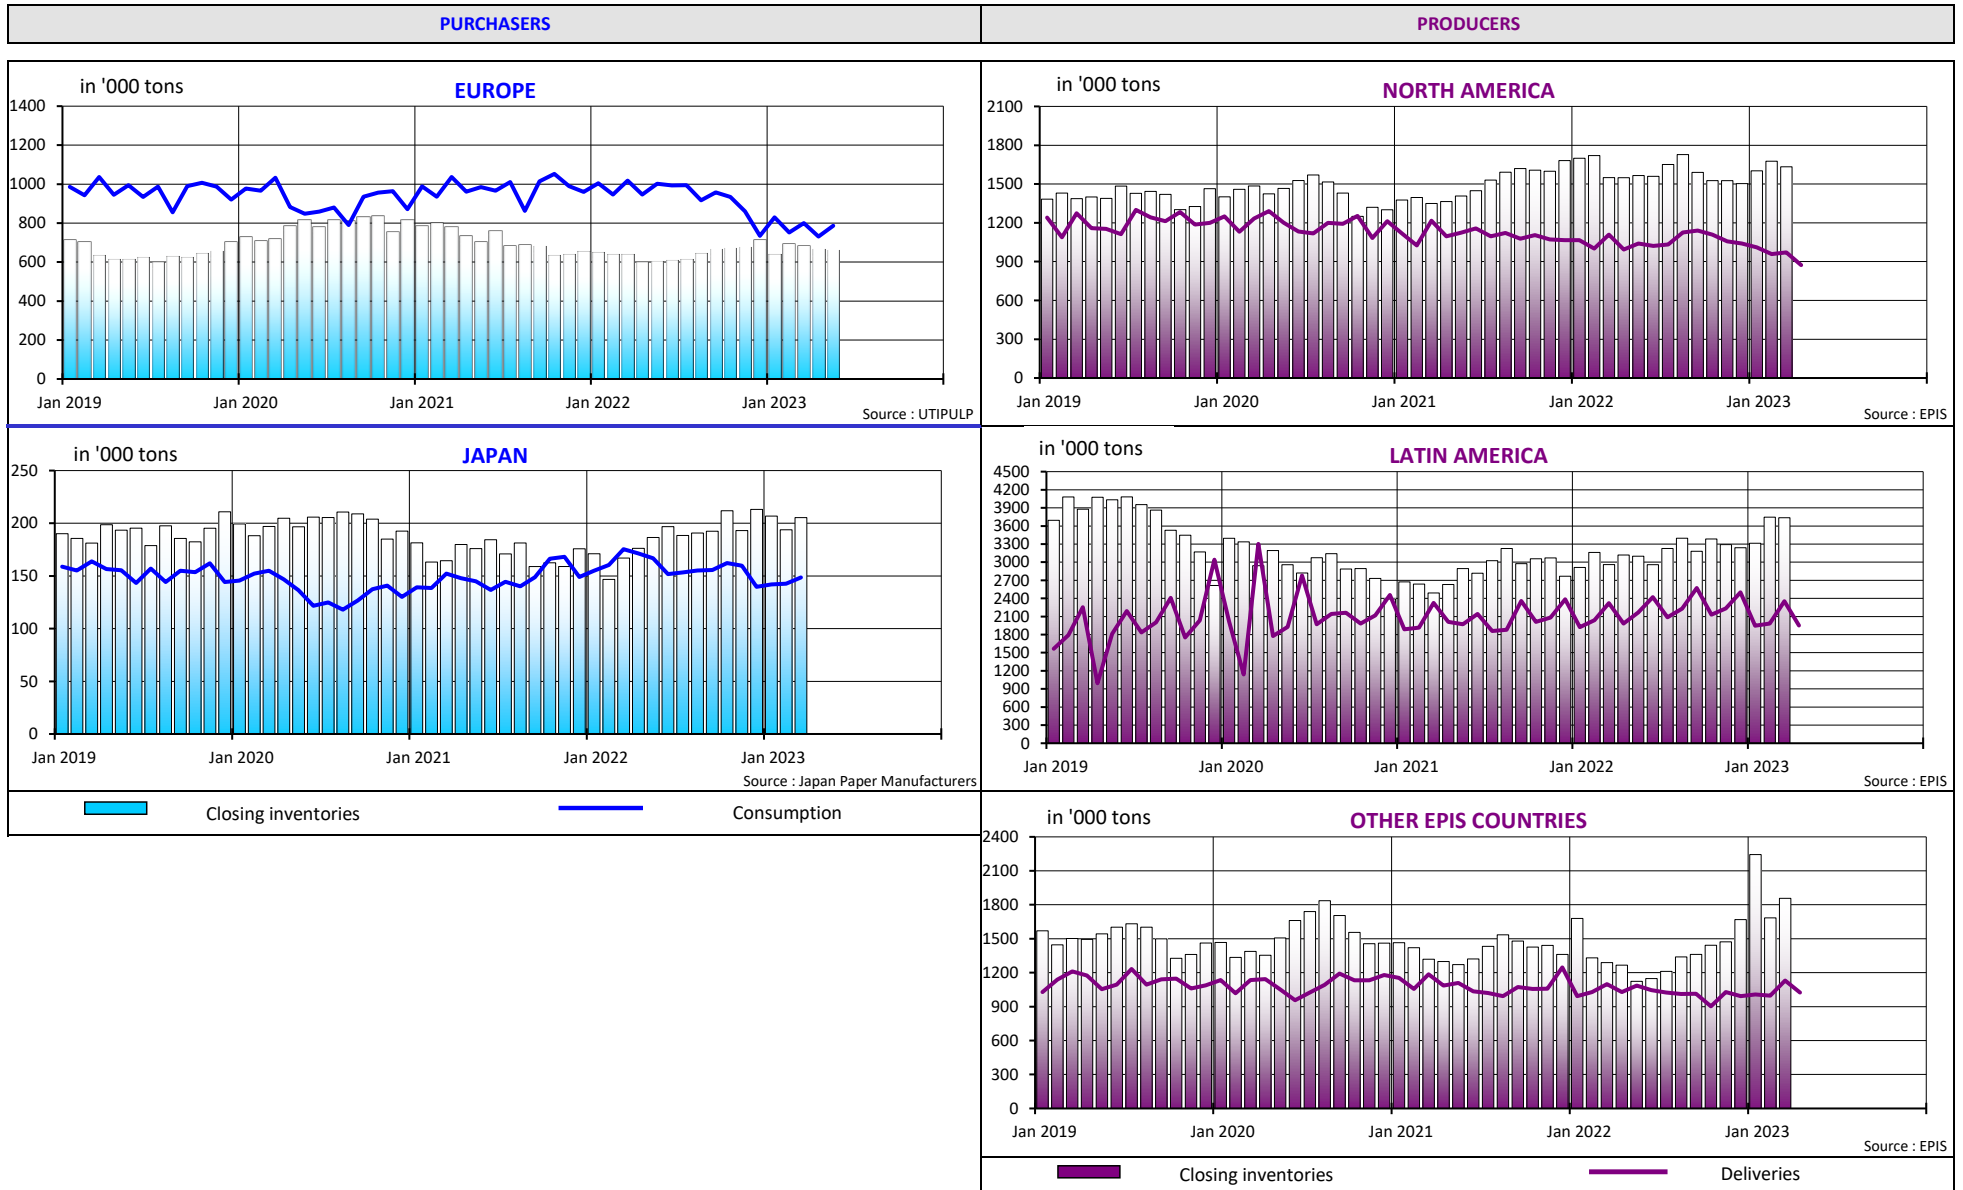 PURCHASERS
PRODUCERS
in '000 tons
EUROPE
1400
1200
1000
800
600
400
200
0
Jan 2019 Jan 2020 Jan 2021 Jan 2022 Jan 2023
Source : UTIPULP
in '000 tons
NORTH AMERICA
2100
1800
1500
1200
900
600
300
0
Jan 2019 Jan 2020 Jan 2021 Jan 2022 Jan 2023
Source : EPIS
in '000 tons
JAPAN
250
200
150
100
50
0
Jan 2019 Jan 2020 Jan 2021 Jan 2022 Jan 2023
Source : Japan Paper Manufacturers
Closing inventories Consumption
in '000 tons
LATIN AMERICA
4500
4200
3900
3600
3300
3000
2700
2400
2100
1800
1500
1200
900
600
300
0
Jan 2019 Jan 2020 Jan 2021 Jan 2022 Jan 2023
Source : EPIS
in '000 tons
OTHER EPIS COUNTRIES
2400
2100
1800
1500
1200
900
600
300
0
Jan 2019 Jan 2020 Jan 2021 Jan 2022 Jan 2023
Source : EPIS
Closing inventories Deliveries